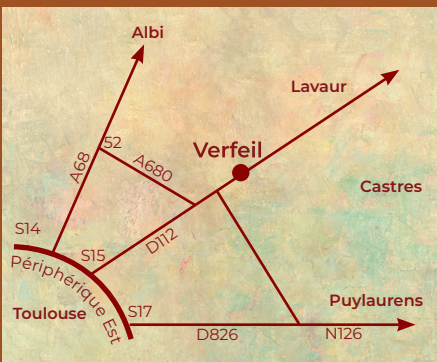 Albi
Lavaur
S2
A68
A680
Verfeil
Castres
S14
S15
D112
Périphérique Est
Toulouse
S17
Puylaurens
D826
N126